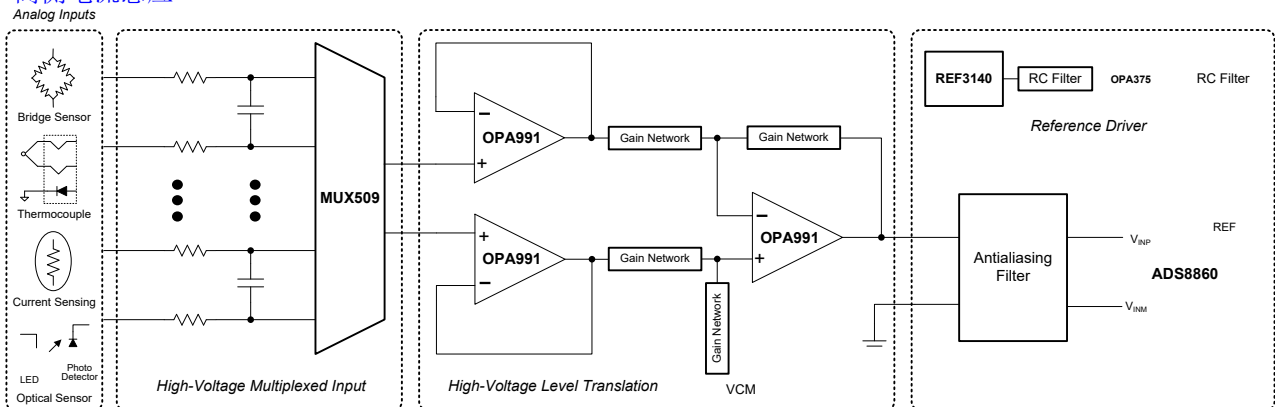 Analog Inputs
Bridge Sensor
Thermocouple
Current Sensing
LED
Photo
Detector
Optical Sensor
MUX509
High-Voltage Multiplexed Input
OPA991
OPA991
Gain Network
Gain Network
Gain Network
Gain Network
OPA991
VCM
High-Voltage Level Translation
REF3140
RC Filter
OPA375
RC Filter
Reference Driver
Antialiasing
Filter
VINP
VINM
REF
ADS8860